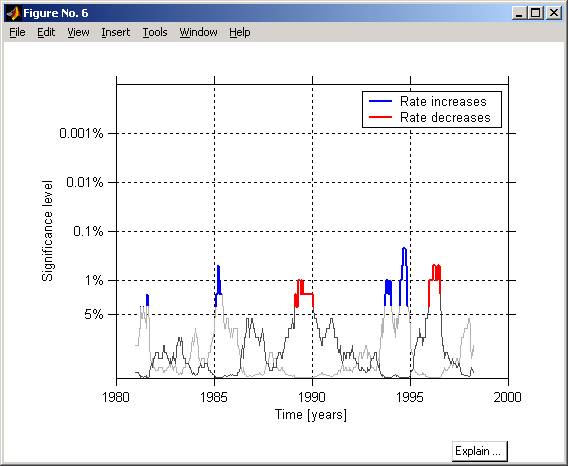 Figure No. 6
File Edit View Insert Tools Window Help
Rate increases
Rate decreases
0.001%
0.01%
0.1%
1%
5%
Significance level
1980 1985 1990 1995 2000
Time [years]
Explain ...